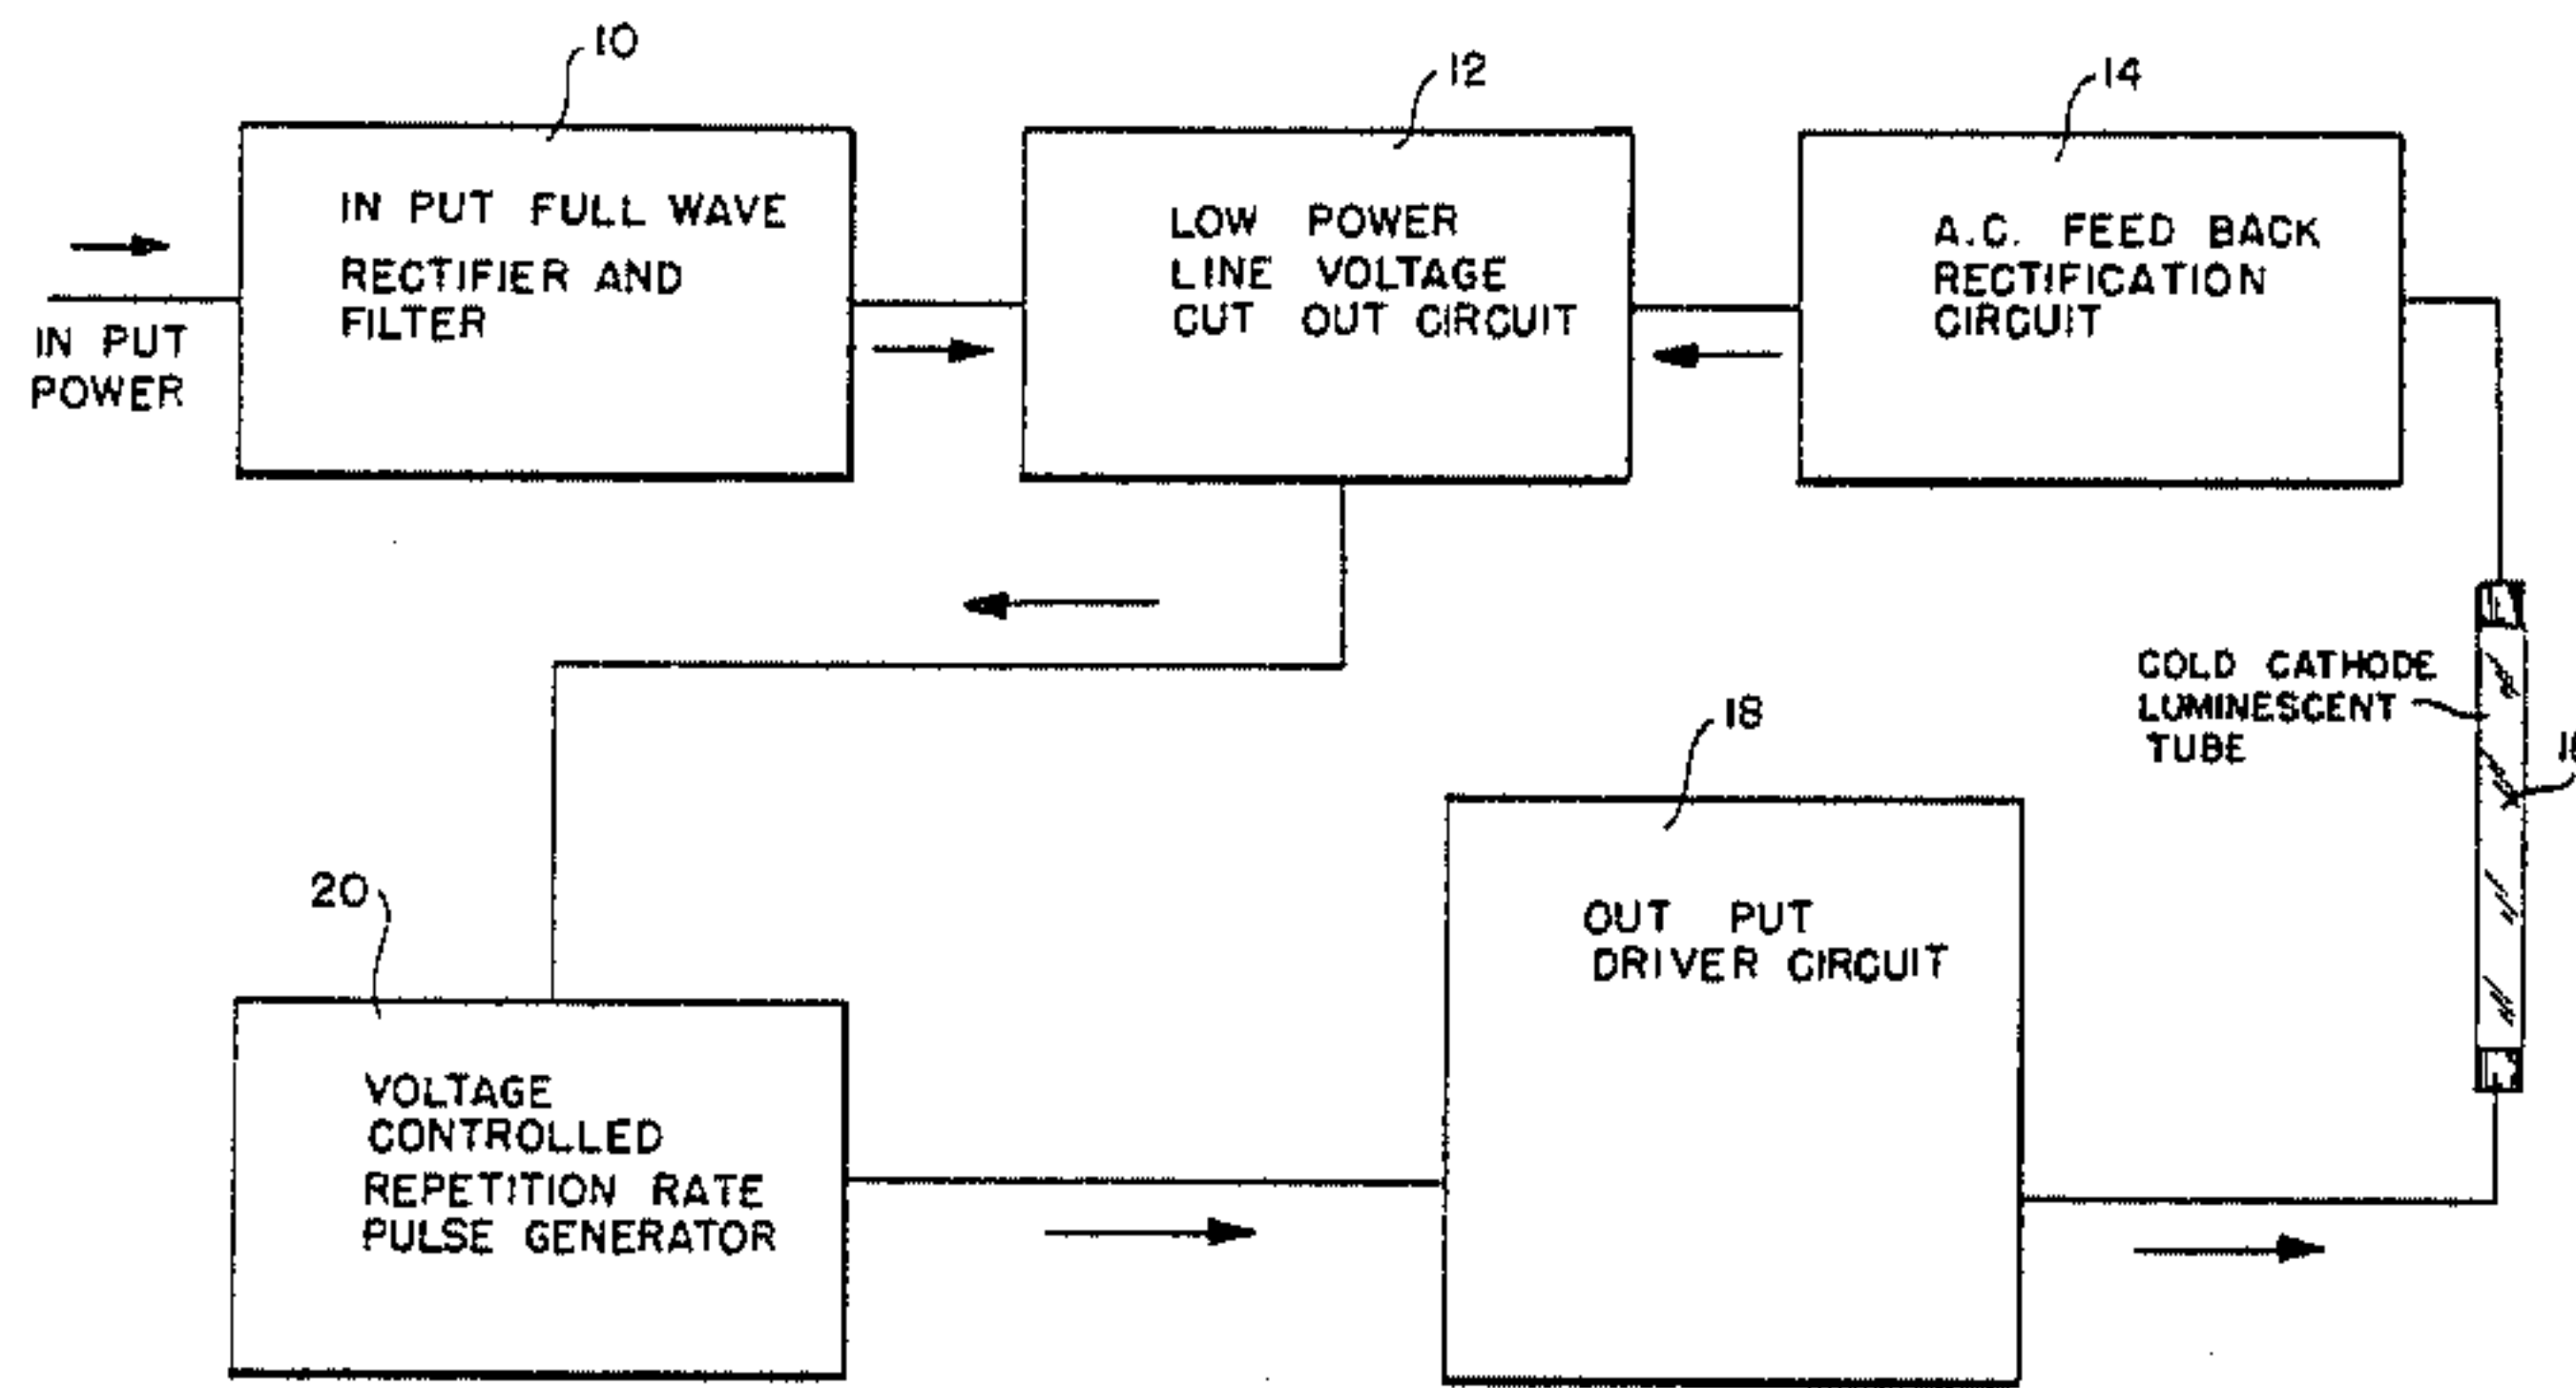 10
12
14
IN PUT FULL WAVE
RECTIFIER AND
FILTER
LOW POWER
LINE VOLTAGE
CUT OUT CIRCUIT
A.C. FEED BACK
RECTIFICATION
CIRCUIT
IN PUT
POWER
COLD CATHODE
LUMINESCENT
TUBE
18
20
OUT PUT
DRIVER CIRCUIT
VOLTAGE
CONTROLLED
REPETITION RATE
PULSE GENERATOR